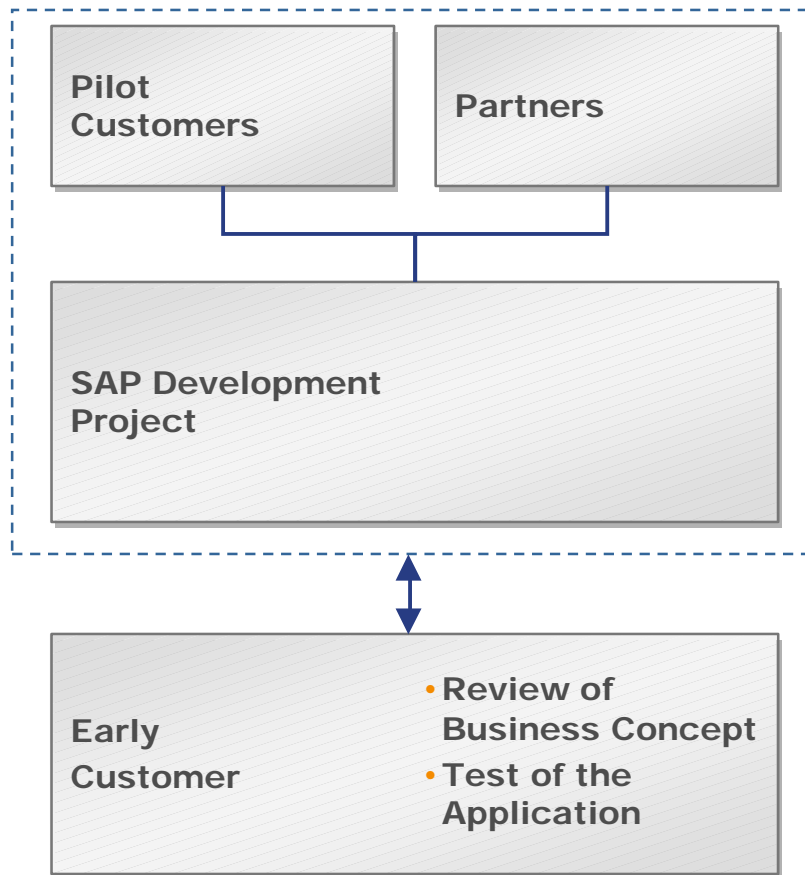 Pilot
Customers
Partners
SAP Development
Project
Early
Customer
• Review of
Business Concept
• Test of the
Application